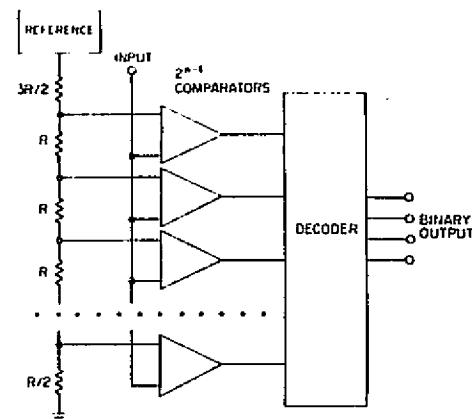 REFERENCE
INPUT
3R/2
2ⁿ⁻¹
COMPARATORS
R
R
R
R/2
DECODER
BINARY
OUTPUT